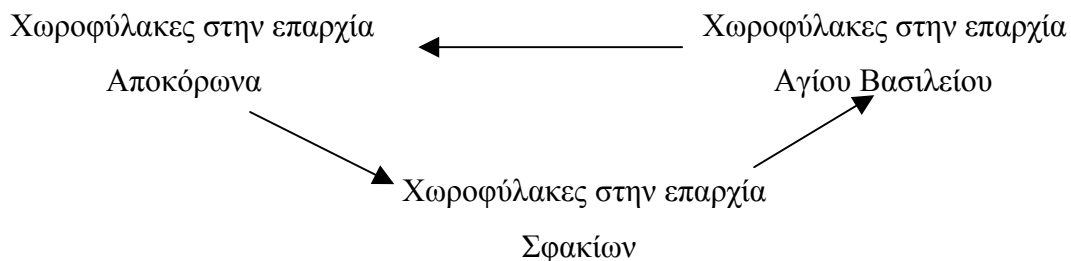 Χωροφύλακες στην επαρχία
Αποκόρωνα
Χωροφύλακες στην επαρχία
Αγίου Βασιλείου
Χωροφύλακες στην επαρχία
Σφακίων